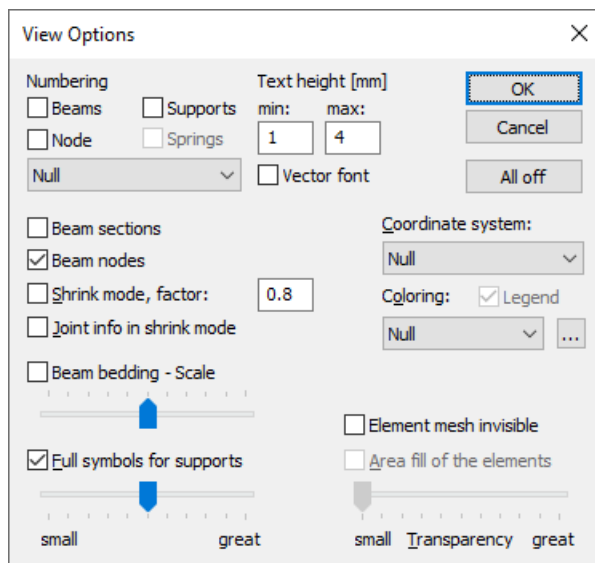 View Options
Numbering
Beams
Supports
Node
Springs
Null
Text height [mm]
min:
max:
1
4
Vector font
OK
Cancel
All off
Beam sections
Beam nodes
Shrink mode, factor:
0.8
Joint info in shrink mode
Coordinate system:
Null
Coloring:
Legend
Null
...
Beam bedding - Scale
Full symbols for supports
small
great
Element mesh invisible
Area fill of the elements
small Transparency great